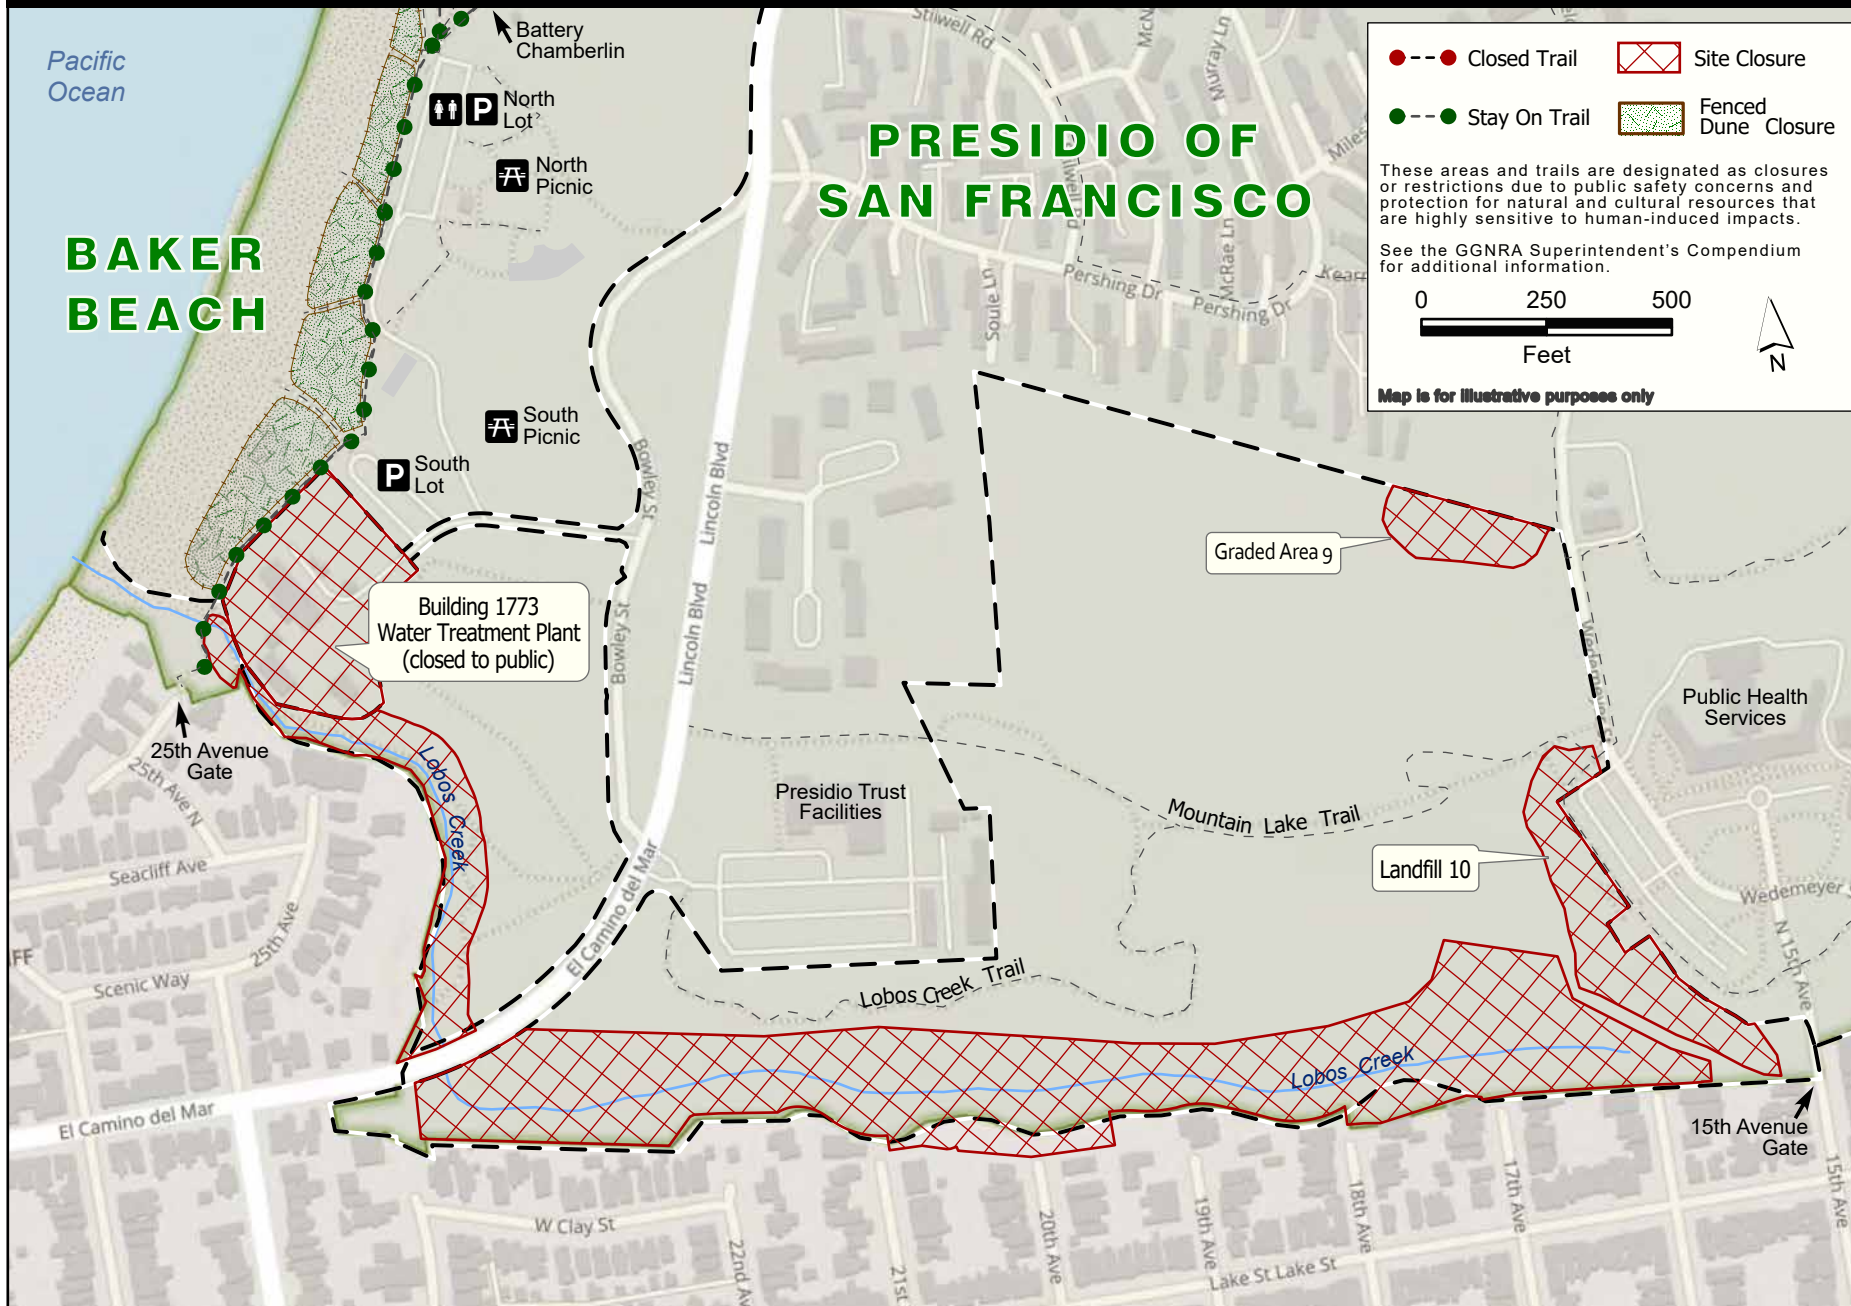 Pacific
Ocean
Battery
Chamberlin
North
Lot
North
Picnic
BAKER
BEACH
PRESIDIO OF
SAN FRANCISCO
Stilwell Rd
Murray Ln
McRae Ln
Soule Ln
Pershing Dr
Pershing Dr
Closed Trail
Site Closure
Stay On Trail
Fenced
Dune Closure
These areas and trails are designated as closures
or restrictions due to public safety concerns and
protection for natural and cultural resources that
are highly sensitive to human-induced impacts.
See the GGNRA Superintendent's Compendium
for additional information.
0 250 500
Feet
N
Map is for illustrative purposes only
South
Picnic
P South
Lot
Bowley St
Lincoln Blvd
Lincoln Blvd
Bowley St
Graded Area 9
Building 1773
Water Treatment Plant
(closed to public)
Public Health
Services
25th Avenue
Gate
25th Ave N
Lobos Creek
Presidio Trust
Facilities
Mountain Lake Trail
Landfill 10
Seacliff Ave
25th Ave
Scenic Way
El Camino del Mar
Lobos Creek Trail
Wedemeyer
N 15th Ave
Lobos Creek
El Camino del Mar
15th Avenue
Gate
W Clay St
20th Ave
19th Ave
18th Ave
17th Ave
15th Ave
21st
Lake St Lake St